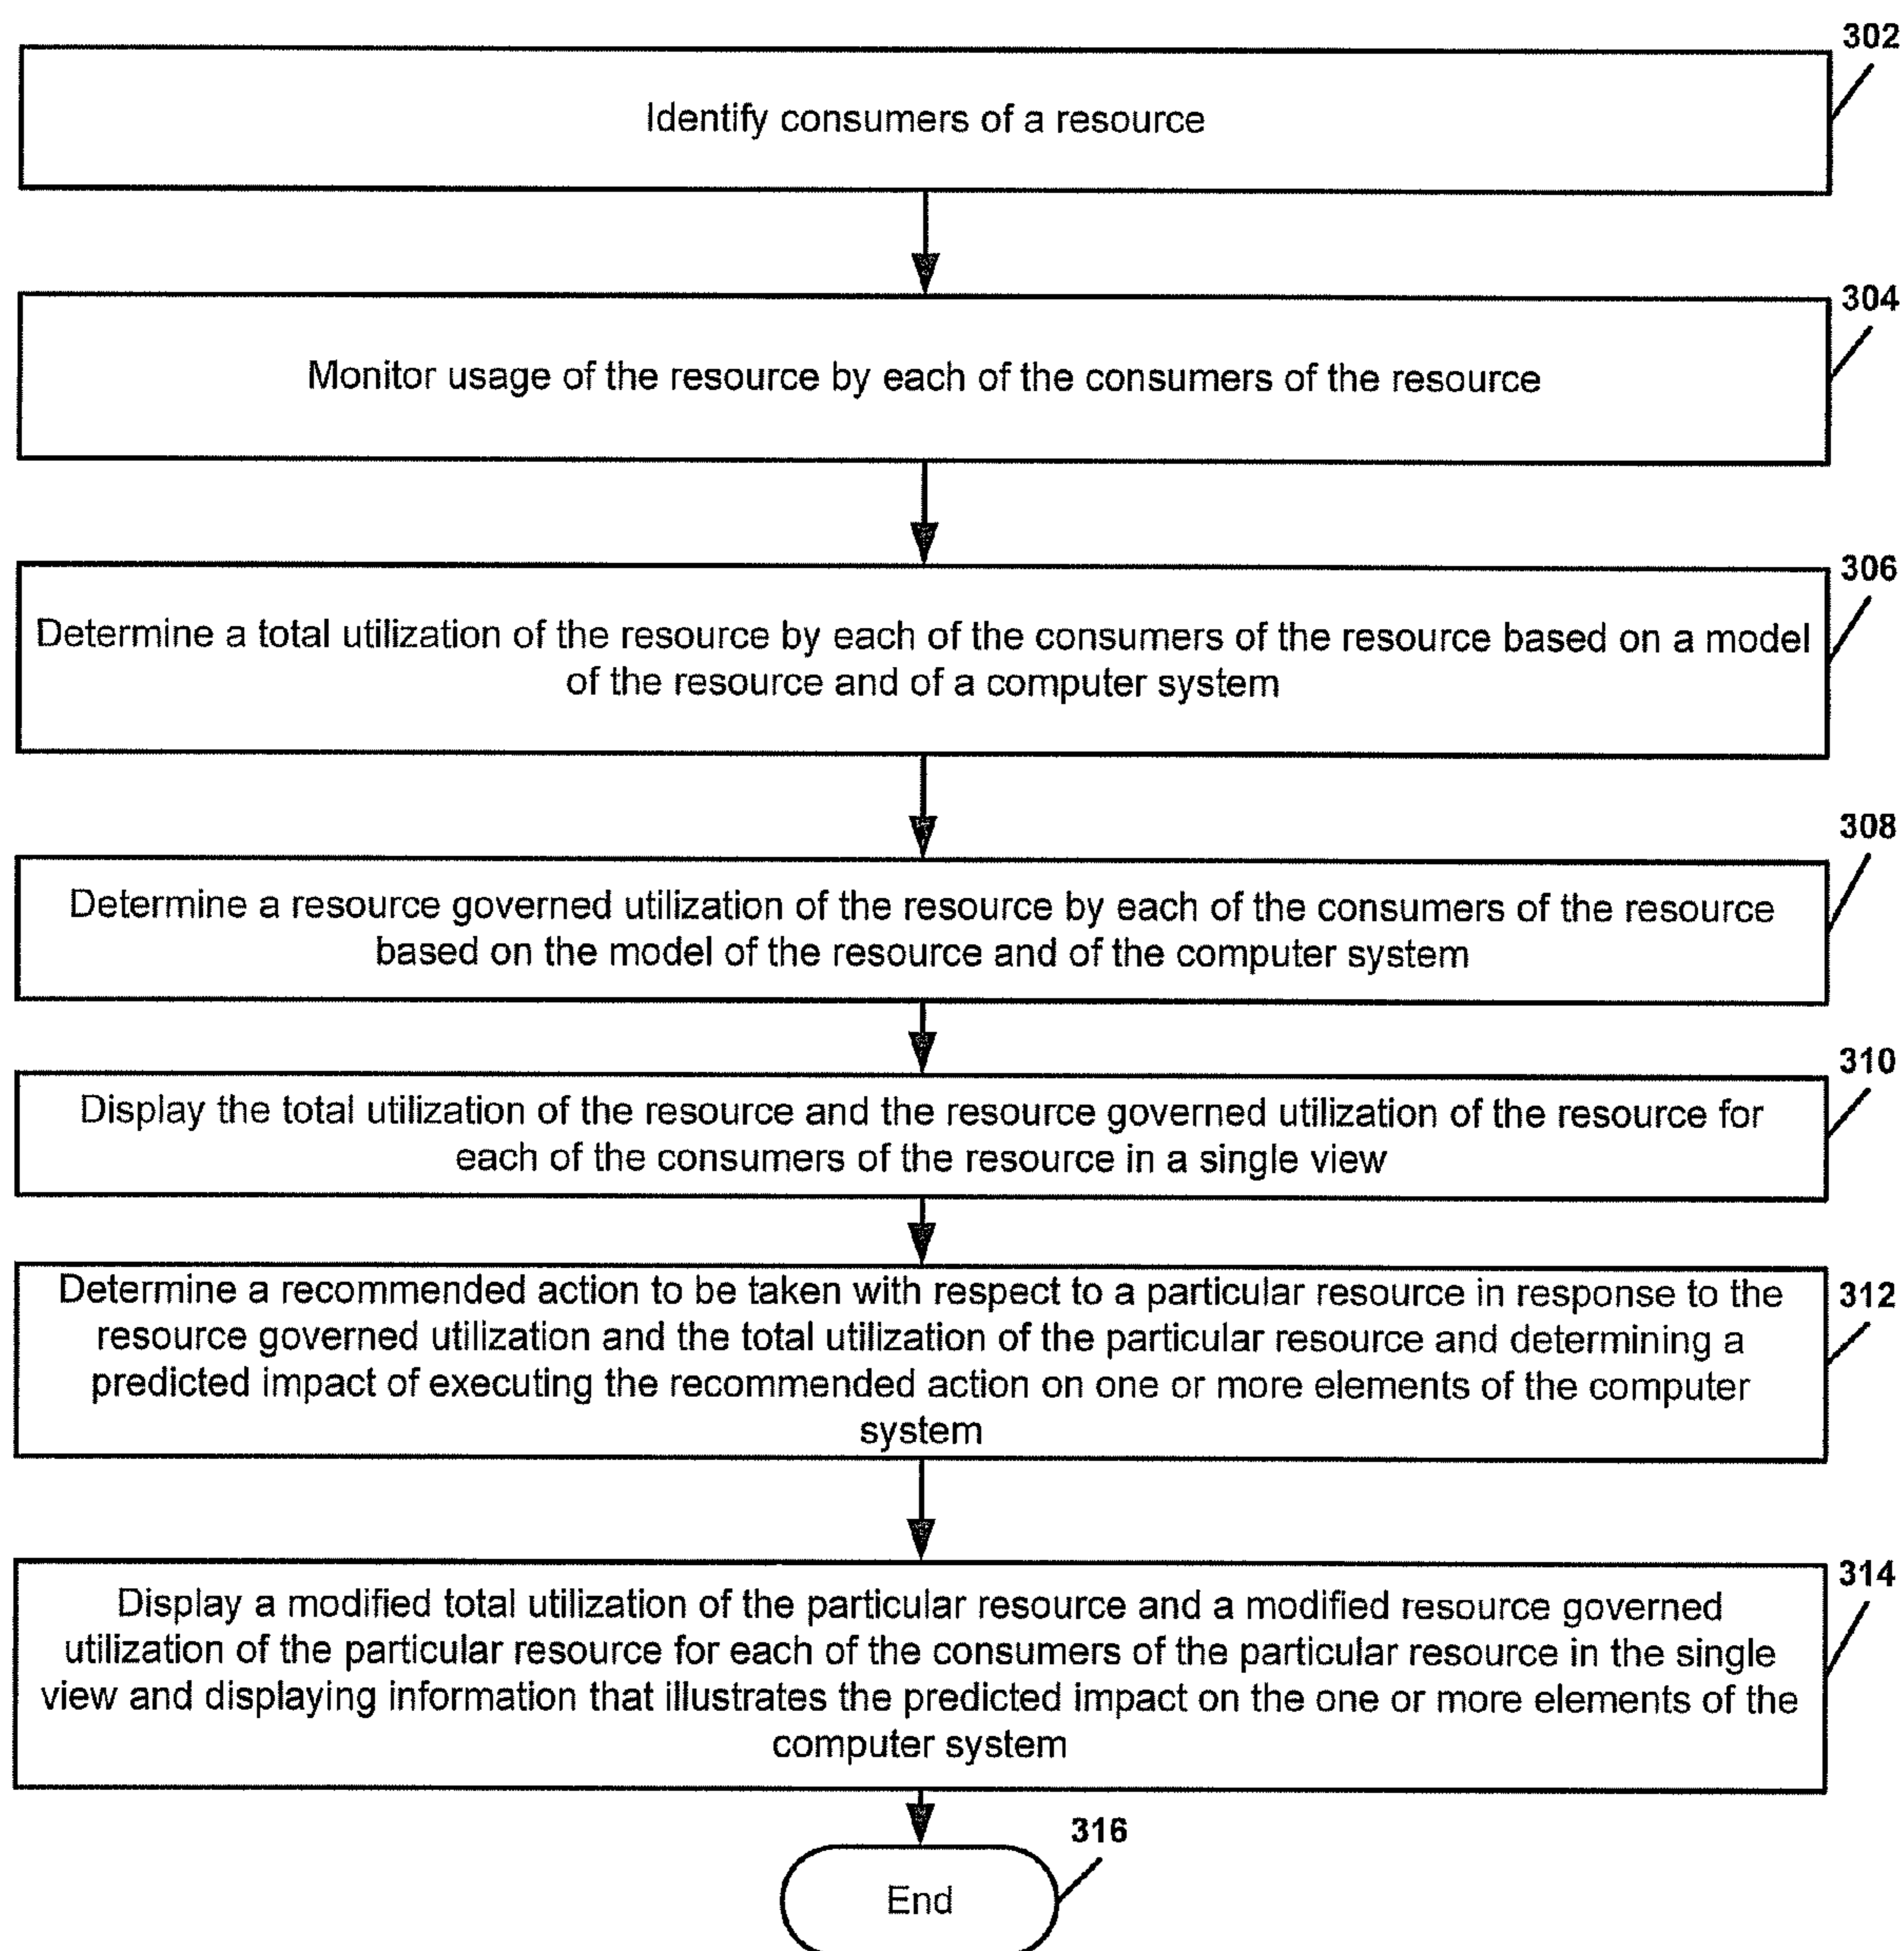 302
Identify consumers of a resource
304
Monitor usage of the resource by each of the consumers of the resource
306
Determine a total utilization of the resource by each of the consumers of the resource based on a model
of the resource and of a computer system
308
Determine a resource governed utilization of the resource by each of the consumers of the resource
based on the model of the resource and of the computer system
310
Display the total utilization of the resource and the resource governed utilization of the resource for
each of the consumers of the resource in a single view
312
Determine a recommended action to be taken with respect to a particular resource in response to the
resource governed utilization and the total utilization of the particular resource and determining a
predicted impact of executing the recommended action on one or more elements of the computer
system
314
Display a modified total utilization of the particular resource and a modified resource governed
utilization of the particular resource for each of the consumers of the particular resource in the single
view and displaying information that illustrates the predicted impact on the one or more elements of the
computer system
316
End